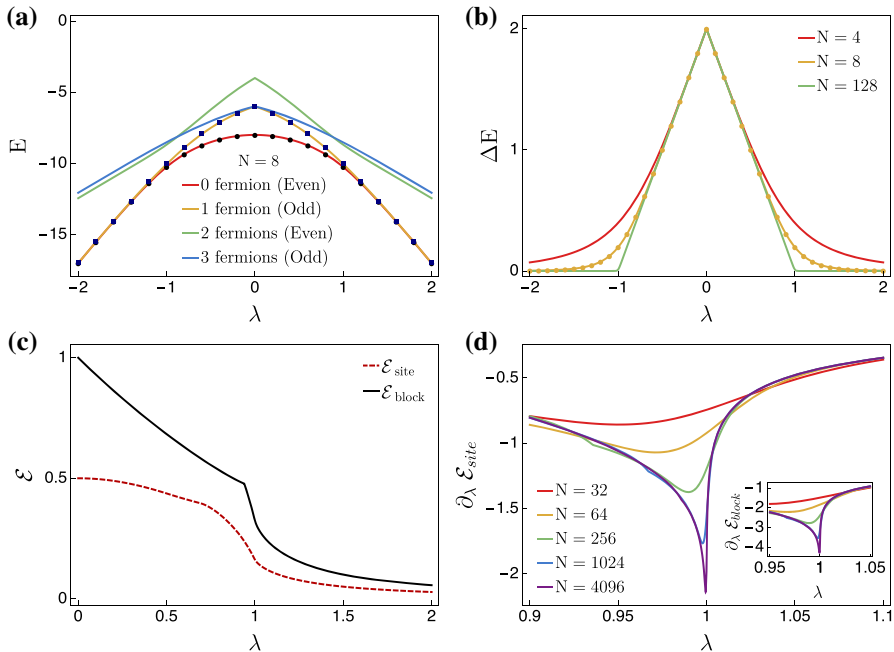 (a)
0
−5
−10
−15
E
N = 8
0 fermion (Even)
1 fermion (Odd)
2 fermions (Even)
3 fermions (Odd)
−2 −1 0 1 2
λ
(b)
2
1
0
ΔE
N = 4
N = 8
N = 128
−2 −1 0 1 2
λ
(c)
1
0.5
0
ℰ
ℰ site
ℰ block
0 0.5 1 1.5 2
λ
(d)
−0.5
−1
−1.5
−2
∂λ ℰsite
N = 32
N = 64
N = 256
N = 1024
N = 4096
0.9 0.95 1 1.05 1.1
λ
−1
−2
−3
−4
∂λ ℰblock
0.95 1 1.05
λ